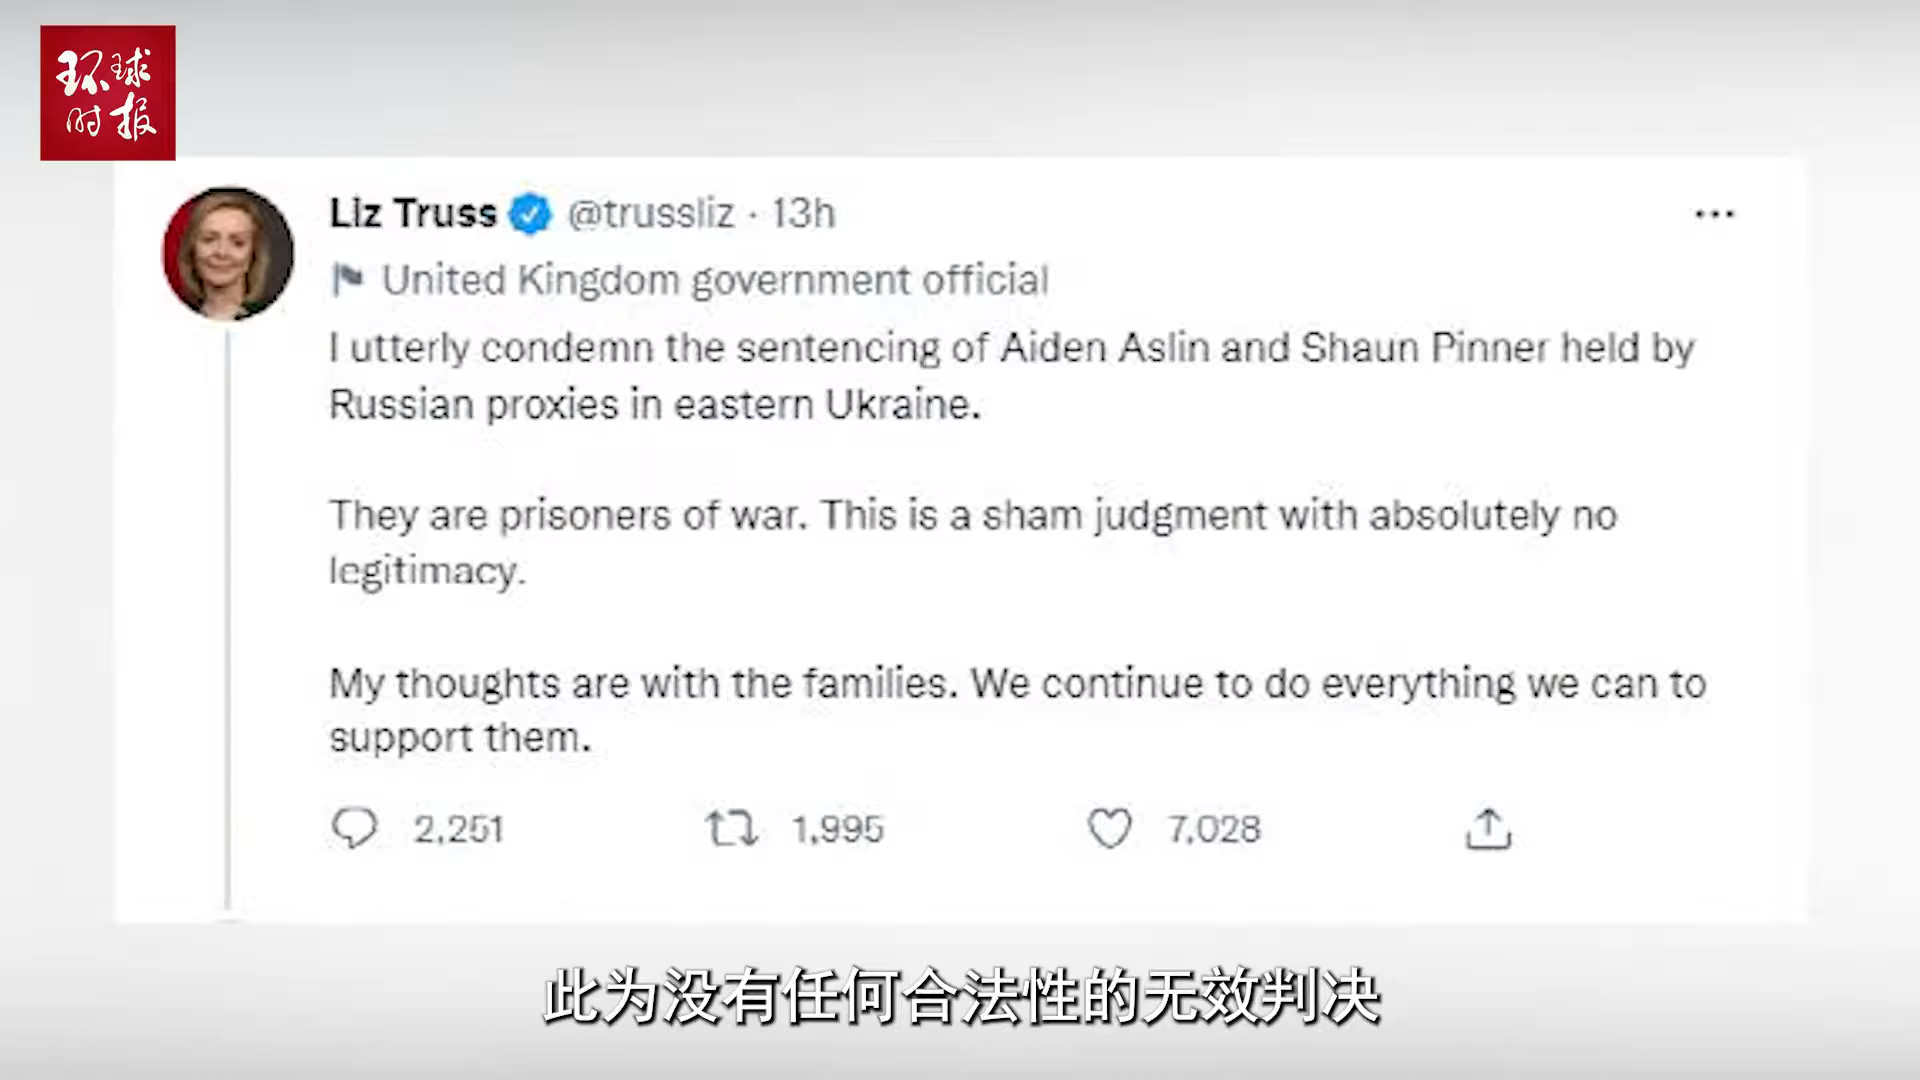 环球
时报
Liz Truss @trussliz · 13h
United Kingdom government official
I utterly condemn the sentencing of Aiden Aslin and Shaun Pinner held by
Russian proxies in eastern Ukraine.
They are prisoners of war. This is a sham judgment with absolutely no
legitimacy.
My thoughts are with the families. We continue to do everything we can to
support them.
2,251 1,995 7,028
此为没有任何合法性的无效判决